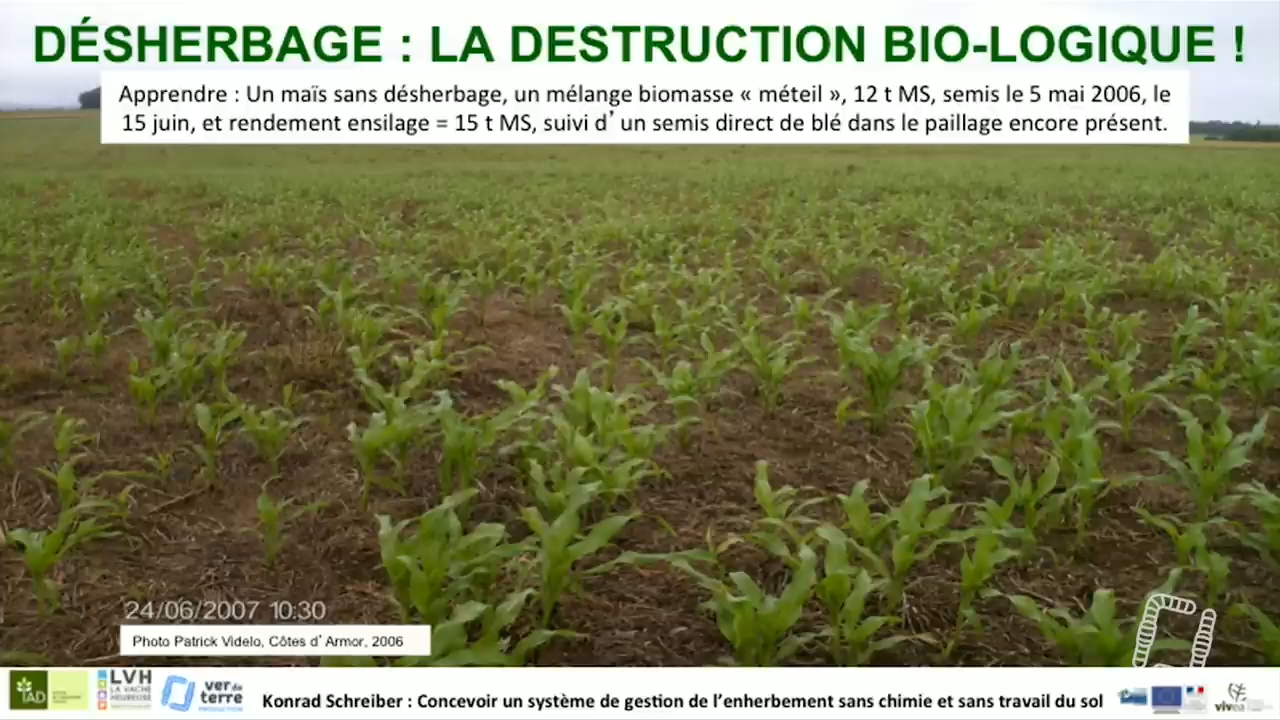 DÉSHERBAGE : LA DESTRUCTION BIO-LOGIQUE !
Apprendre : Un maïs sans désherbage, un mélange biomasse « méteil », 12 t MS, semis le 5 mai 2006, le
15 juin, et rendement ensilage = 15 t MS, suivi d' un semis direct de blé dans le paillage encore présent.
24/06/2007 10:30
Photo Patrick Videlo, Côtes d' Armor, 2006
IAD
LVH
LA VACHE
HEUREUSE
ver de
terre
PRODUCTION
Konrad Schreiber : Concevoir un système de gestion de l'enherbement sans chimie et sans travail du sol
vivea